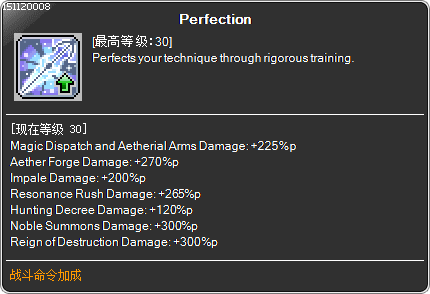 151120008
Perfection
[最高等级:30]
Perfects your technique through rigorous training.
[现在等级 30]
Magic Dispatch and Aetherial Arms Damage: +225%p
Aether Forge Damage: +270%p
Impale Damage: +200%p
Resonance Rush Damage: +265%p
Hunting Decree Damage: +120%p
Noble Summons Damage: +300%p
Reign of Destruction Damage: +300%p
战斗命令加成